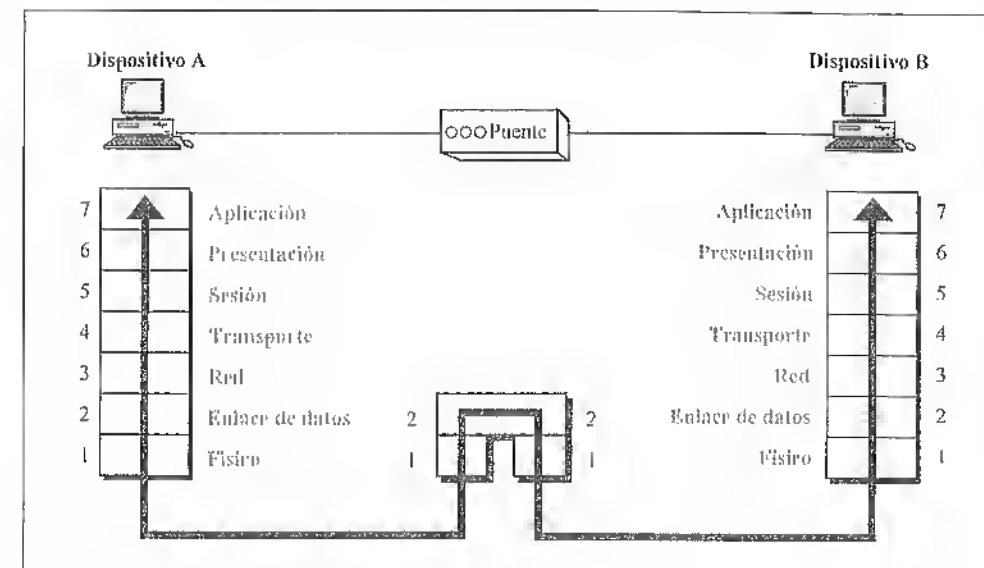 Dispositivo A
Dispositivo B
Puente
7 Aplicación
6 Presentación
5 Sesión
4 Transporte
3 Red
2 Enlace de datos
1 Físico
2 2
1 1
Aplicación 7
Presentación 6
Sesión 5
Transporte 4
Red 3
Enlace de datos 2
Físico 1